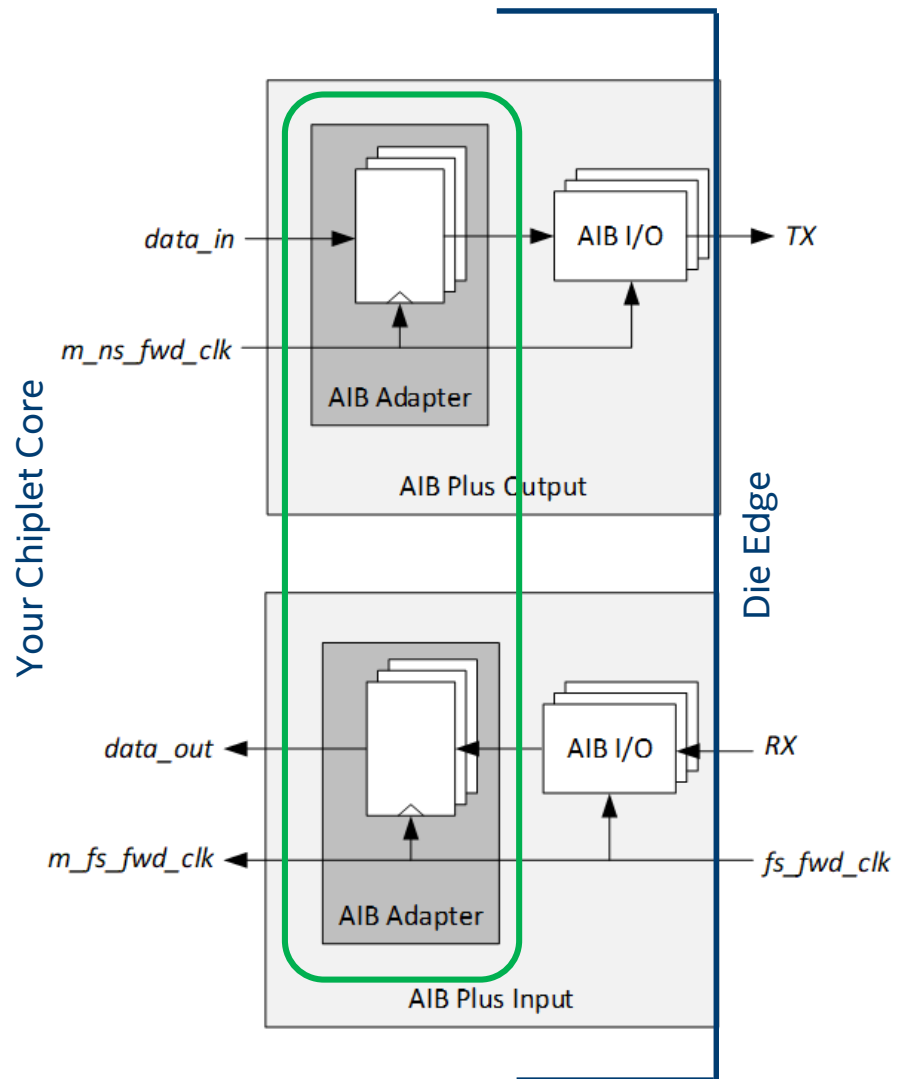 data_in
AIB I/O
TX
m_ns_fwd_clk
AIB Adapter
AIB Plus Output
Your Chiplet Core
Die Edge
data_out
AIB I/O
RX
m_fs_fwd_clk
fs_fwd_clk
AIB Adapter
AIB Plus Input